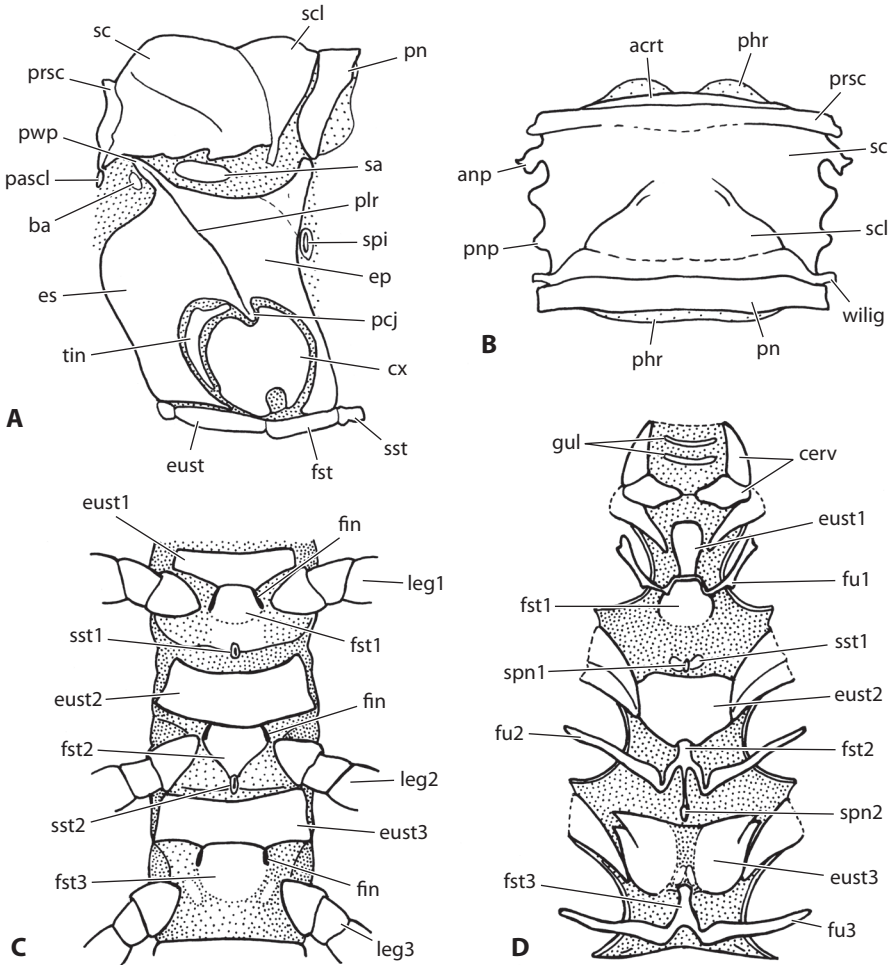 sc
scl
prsc
pn
pwp
pascl
sa
ba
plr
spi
es
ep
pcj
tin
cx
A
eust
fst
sst
acrt
phr
prsc
sc
anp
scl
pnp
wilig
B
phr
pn
eust1
fin
leg1
sst1
fst1
eust2
fin
fst2
leg2
sst2
eust3
fst3
fin
C
leg3
gul
cerv
eust1
fu1
fst1
sst1
spn1
eust2
fu2
fst2
spn2
fst3
eust3
D
fu3